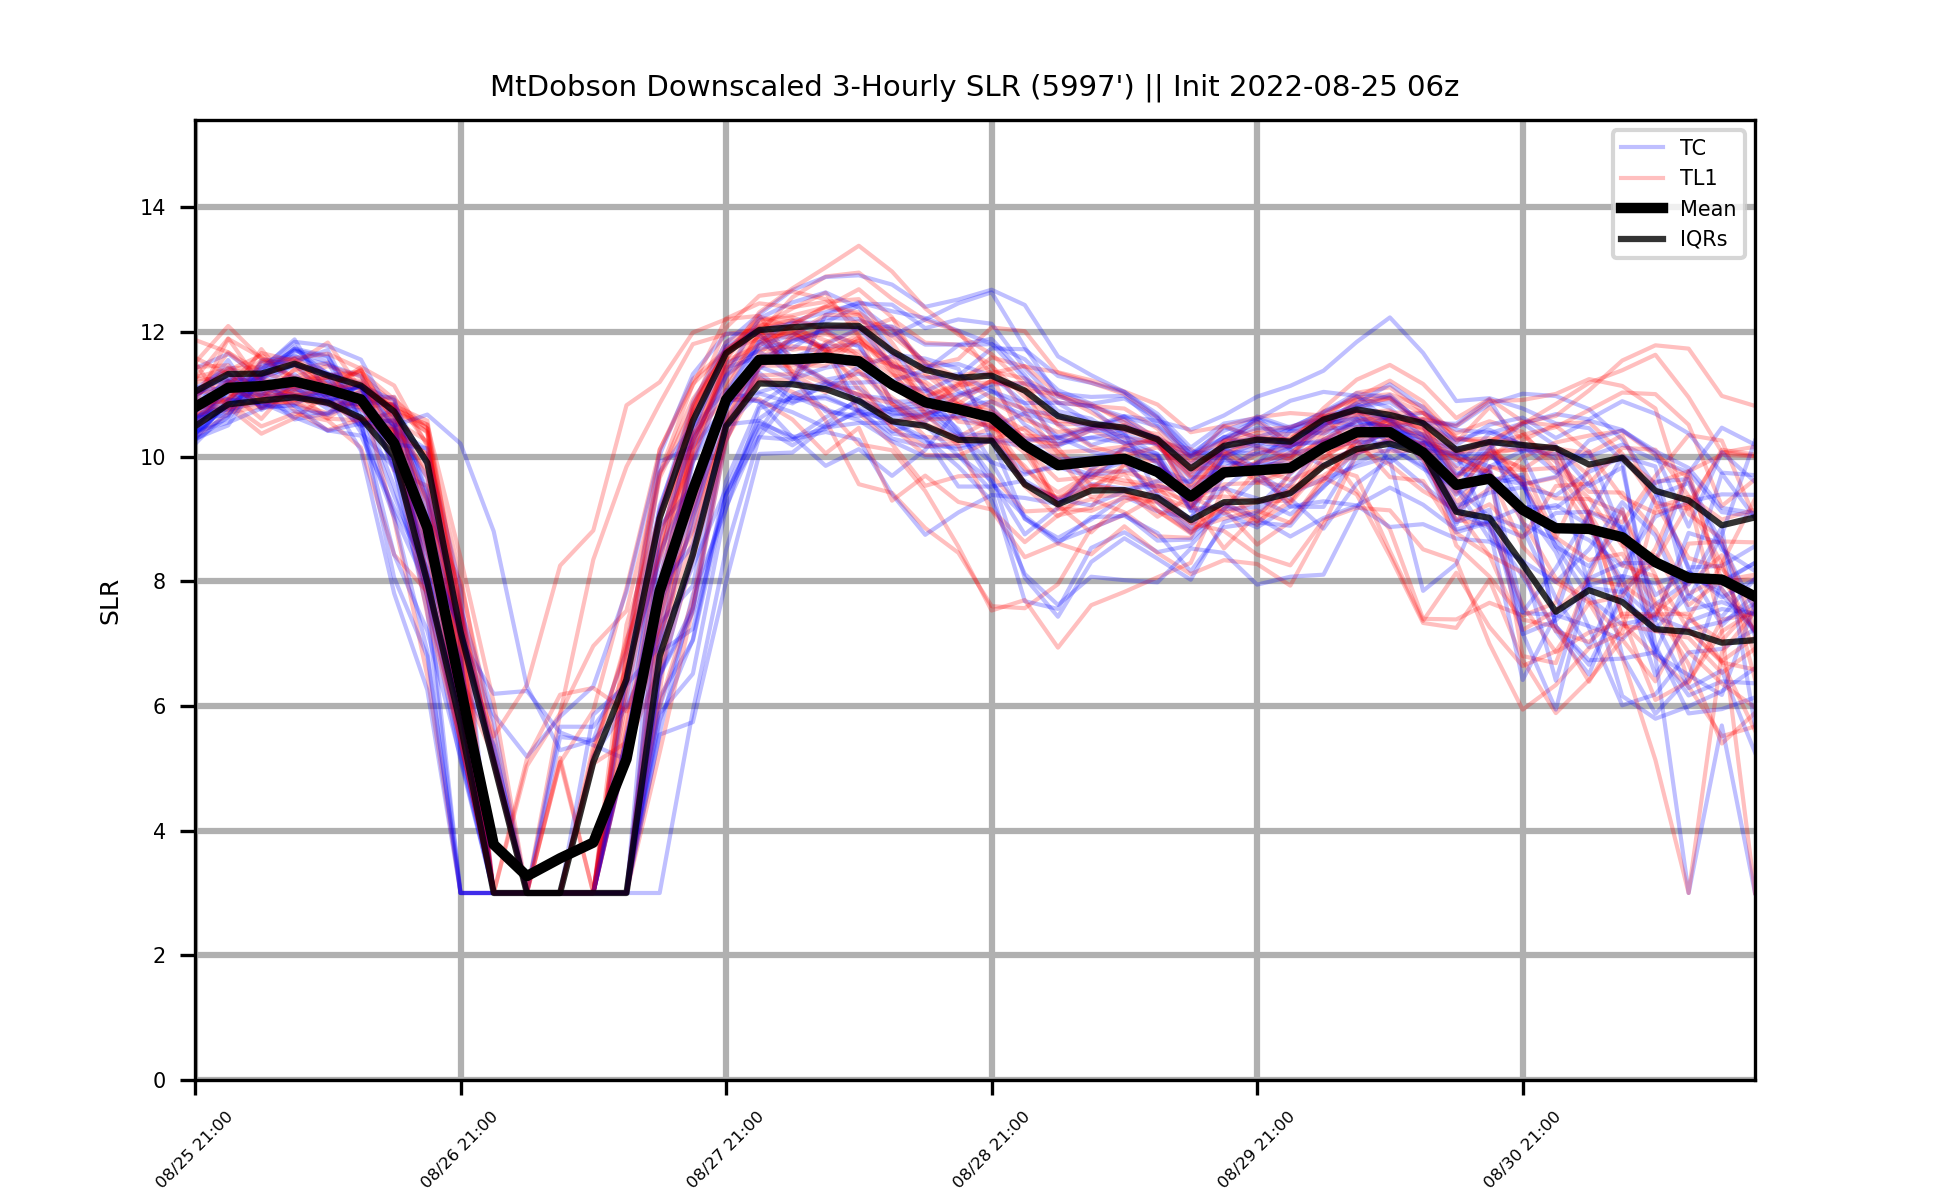 MtDobson Downscaled 3-Hourly SLR (5997') || Init 2022-08-25 06z
TC
TL1
Mean
IQRs
SLR
14
12
10
8
6
4
2
0
08/25 21:00
08/26 21:00
08/27 21:00
08/28 21:00
08/29 21:00
08/30 21:00